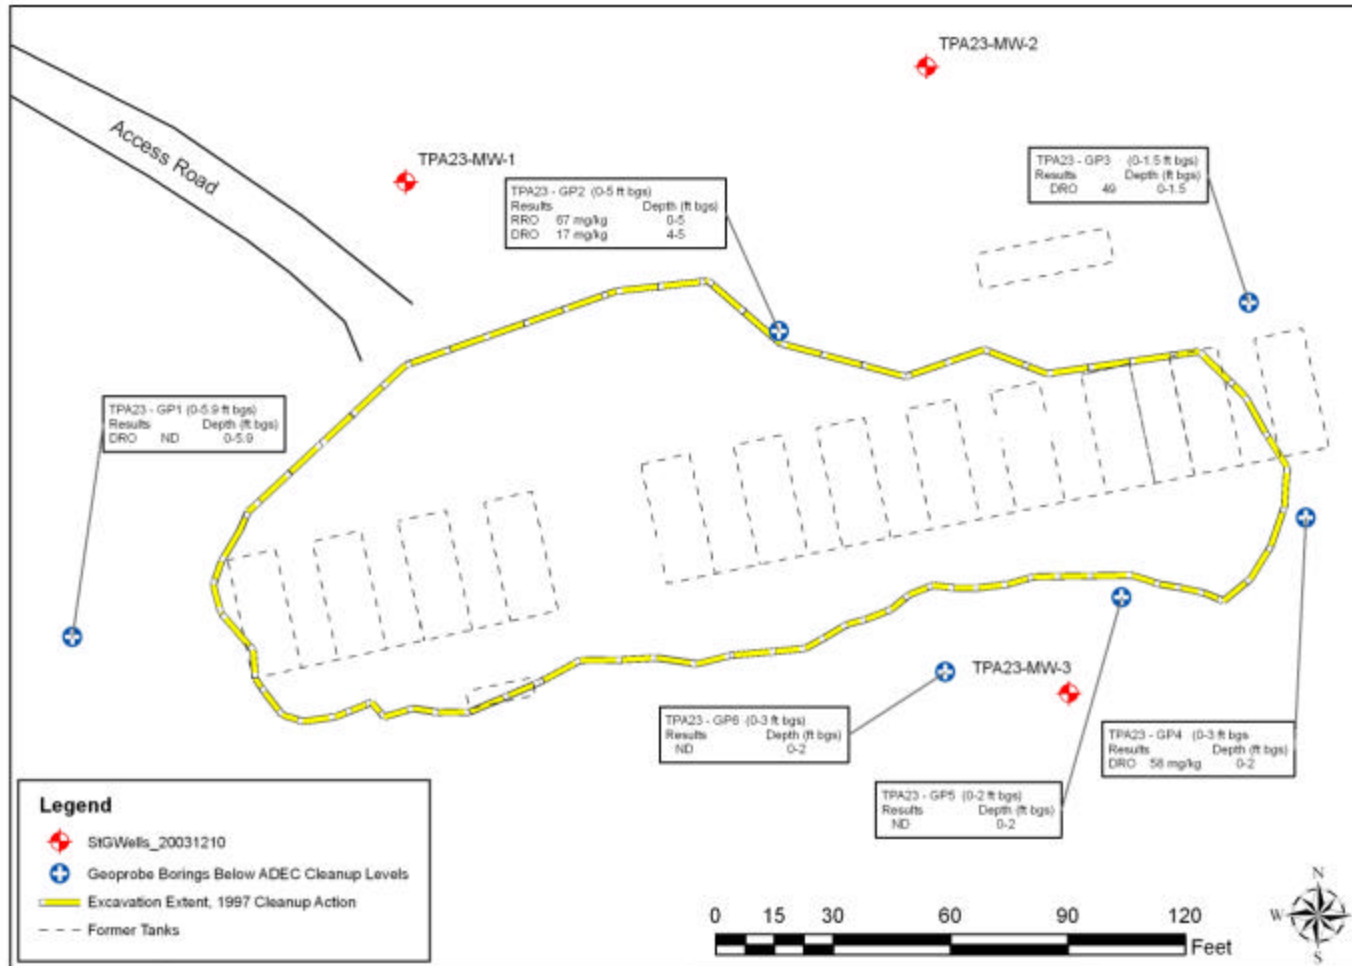 TPA23-MW-2
Access Road
TPA23-MW-1
TPA23 - GP3 (0-1.5 ft bgs)
Results Depth (ft bgs)
DRO 49 0-1.5
TPA23 - GP2 (0-5 ft bgs)
Results Depth (ft bgs)
RRO 67 mg/kg 0-5
DRO 17 mg/kg 4-5
TPA23 - GP1 (0-5.9 ft bgs)
Results Depth (ft bgs)
DRO ND 0-5.9
TPA23-MW-3
TPA23 - GP6 (0-3 ft bgs)
Results Depth (ft bgs)
ND 0-2
TPA23 - GP4 (0-3 ft bgs
Results Depth (ft bgs)
DRO 58 mg/kg 0-2
TPA23 - GP5 (0-2 ft bgs)
Results Depth (ft bgs)
ND 0-2
Legend
StGWells_20031210
Geoprobe Borings Below ADEC Cleanup Levels
Excavation Extent, 1997 Cleanup Action
Former Tanks
0 15 30 60 90 120
Feet
N
W E
S